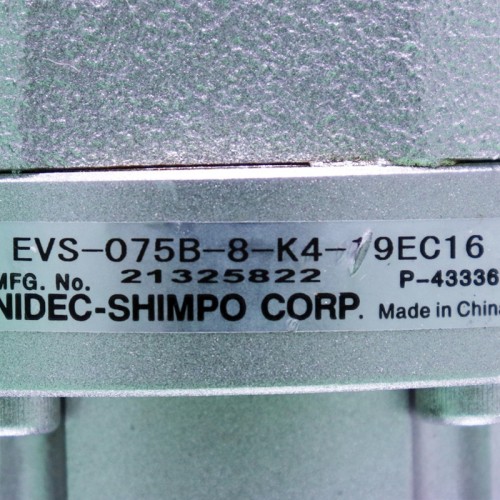 EVS-075B-8-K4-19EC16
MFG. No. 21325822 P-43336
NIDEC-SHIMPO CORP. Made in China